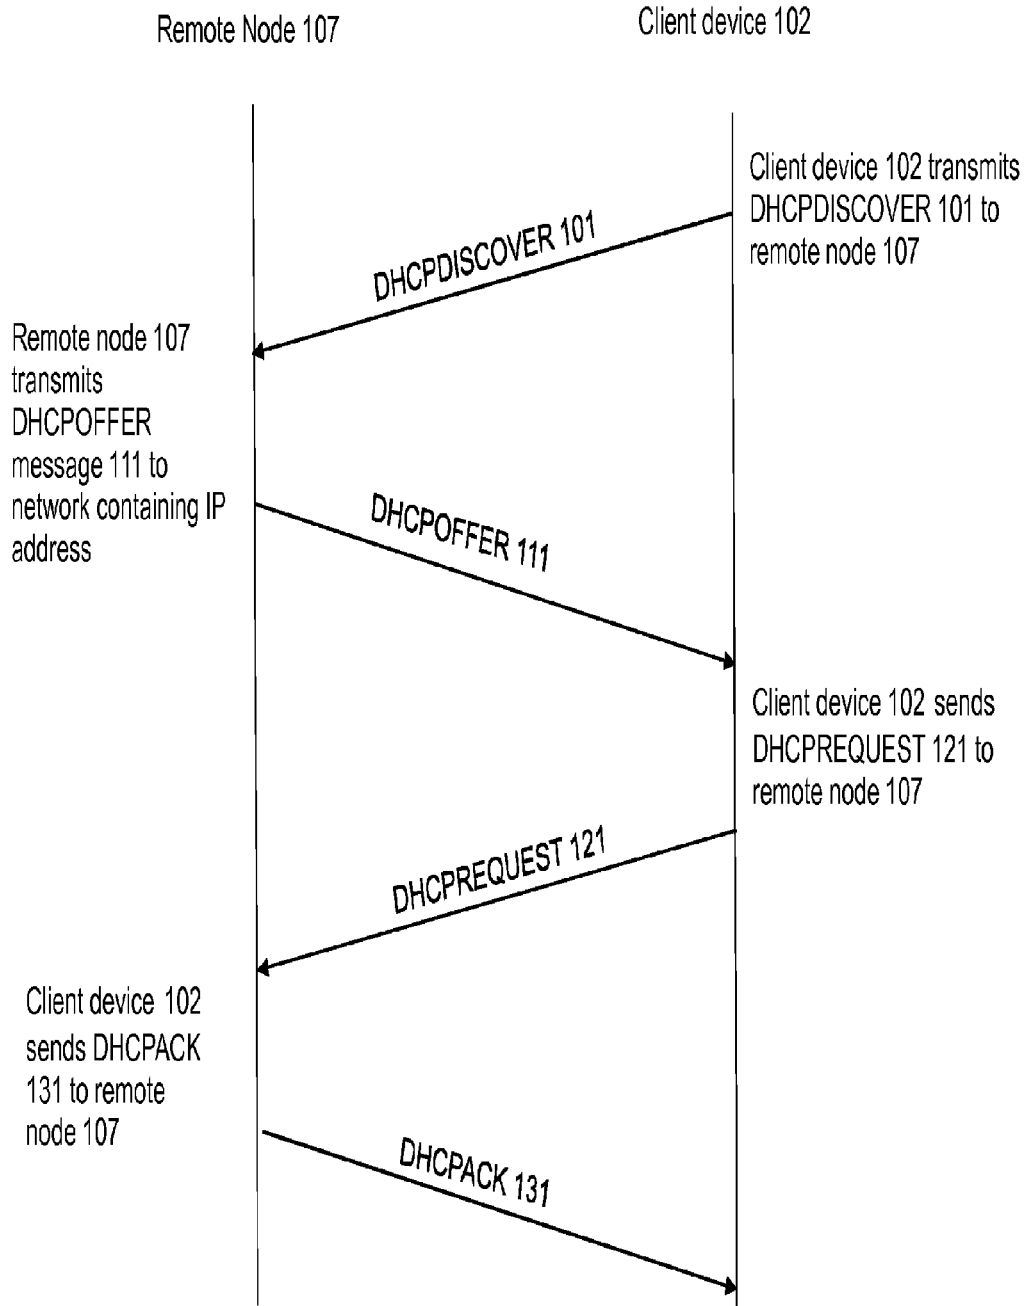 Remote Node 107
Client device 102
Client device 102 transmits
DHCPDISCOVER 101 to
remote node 107
DHCPDISCOVER 101
Remote node 107
transmits
DHCPOFFER
message 111 to
network containing IP
address
DHCPOFFER 111
Client device 102 sends
DHCPREQUEST 121 to
remote node 107
DHCPREQUEST 121
Client device 102
sends DHCPACK
131 to remote
node 107
DHCPACK 131